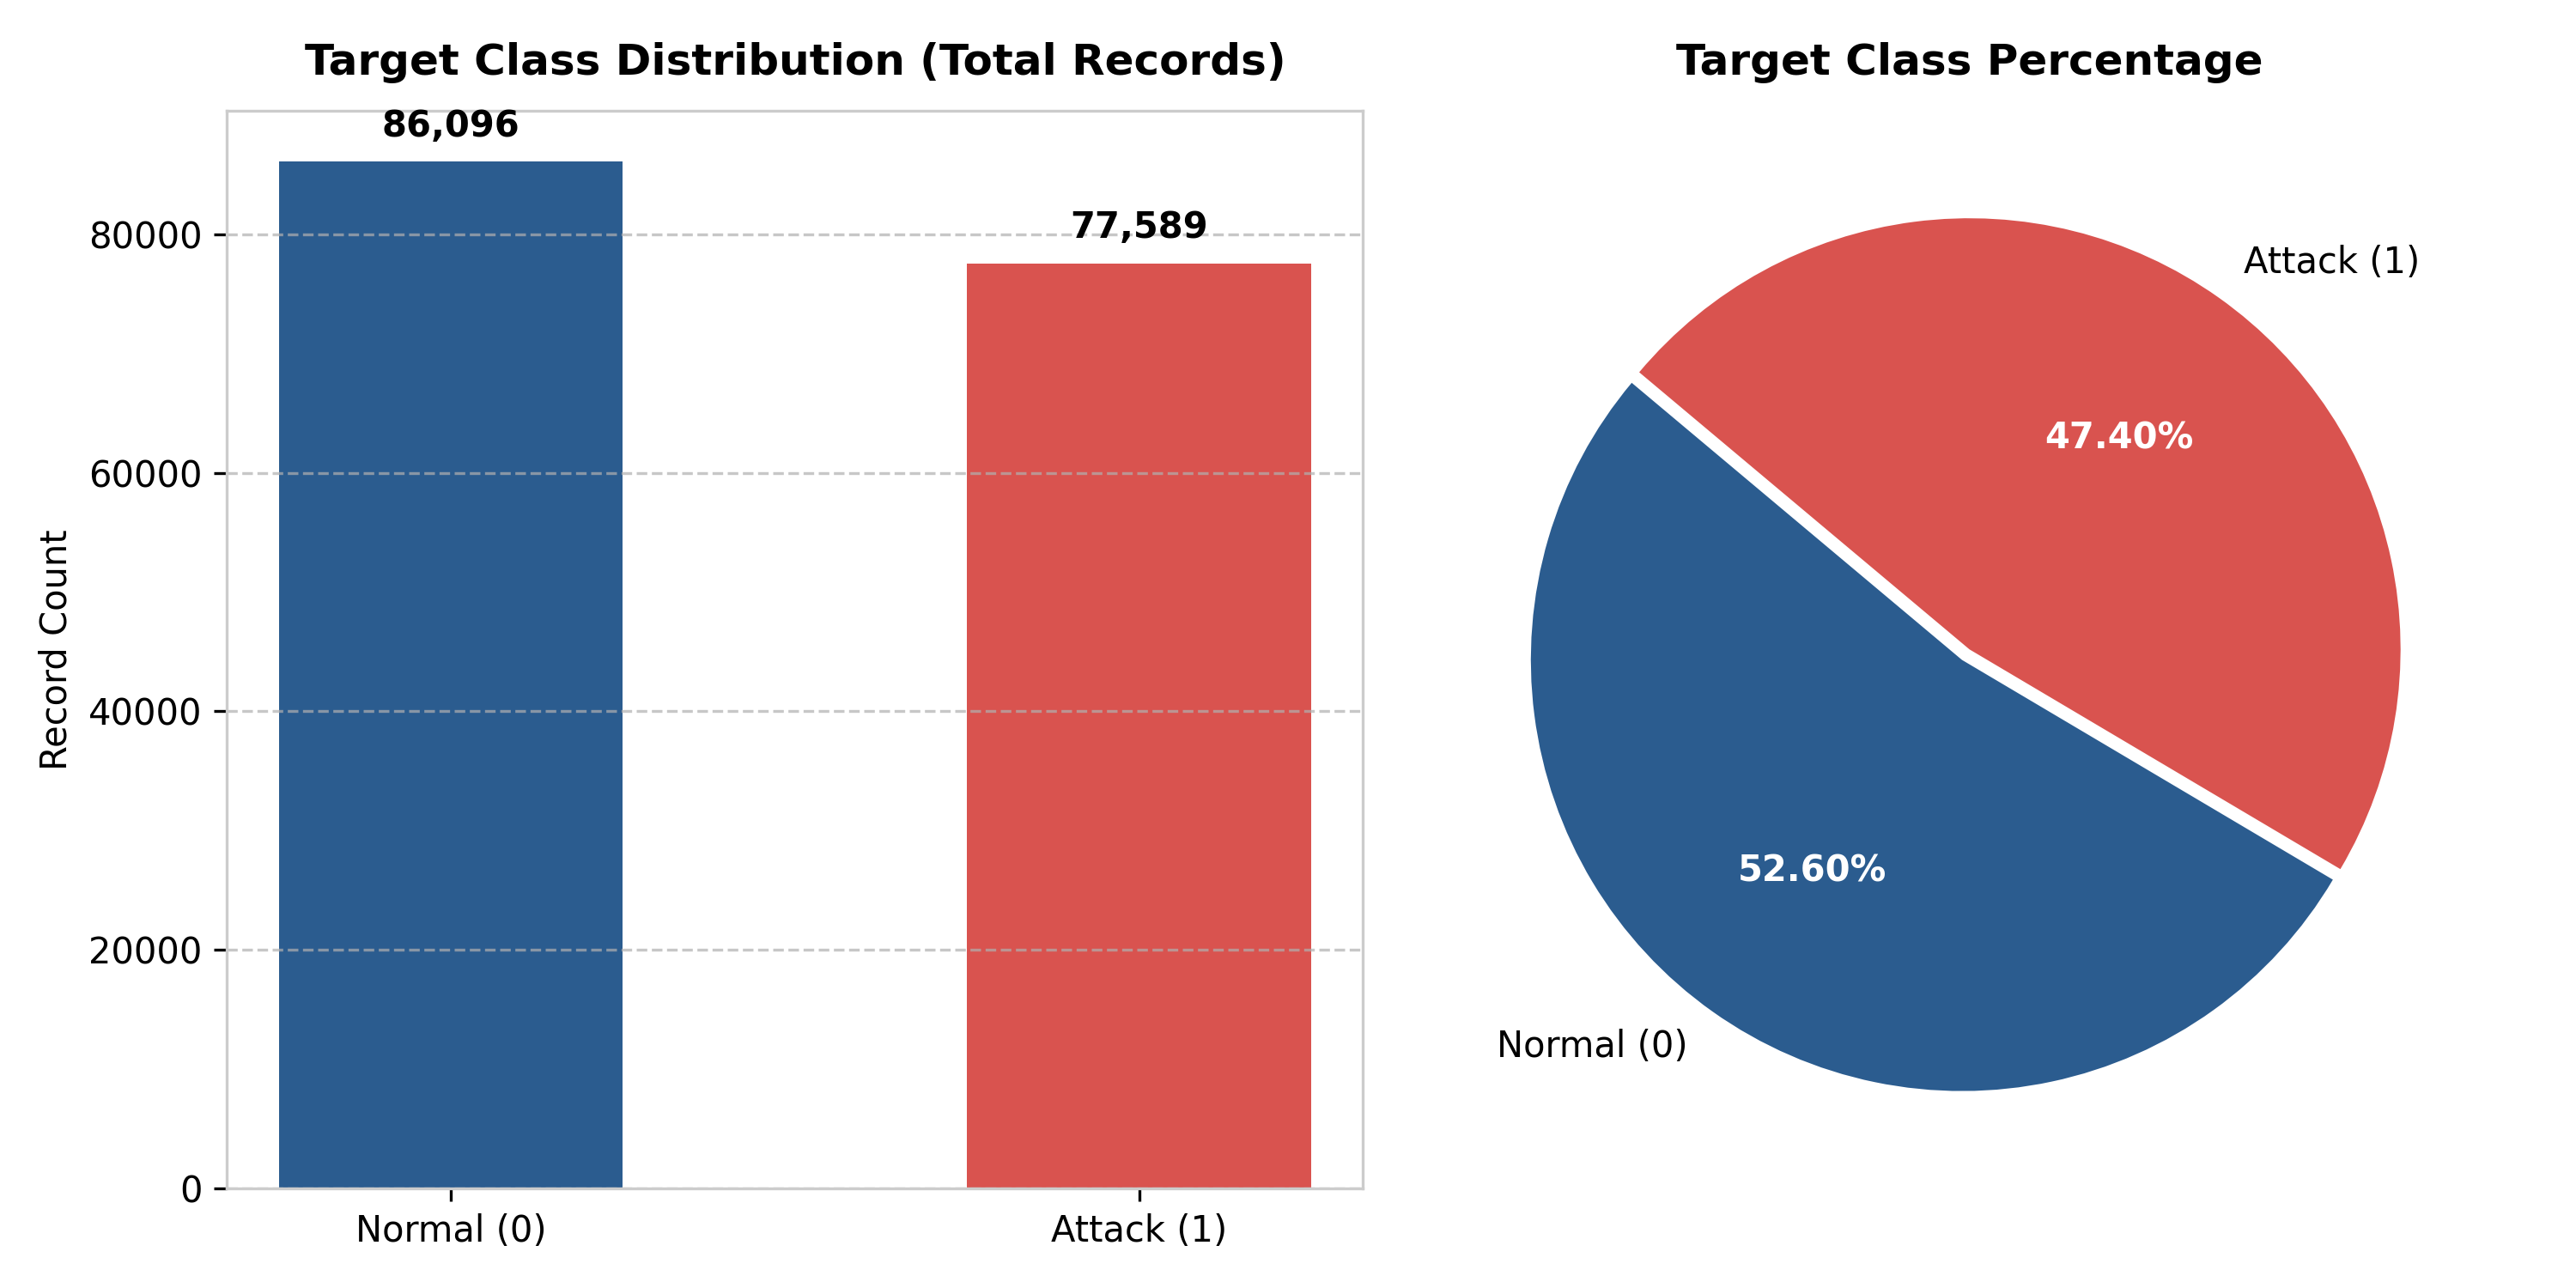 Target Class Distribution (Total Records)
86,096
77,589
80000
60000
40000
20000
0
Record Count
Normal (0)
Attack (1)
Target Class Percentage
Attack (1)
47.40%
52.60%
Normal (0)